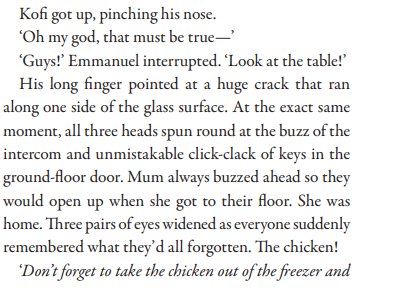 Kofi got up, pinching his nose.
‘Oh my god, that must be true—’
‘Guys!’ Emmanuel interrupted. ‘Look at the table!’
His long finger pointed at a huge crack that ran
along one side of the glass surface. At the exact same
moment, all three heads spun round at the buzz of the
intercom and unmistakable click-clack of keys in the
ground-floor door. Mum always buzzed ahead so they
would open up when she got to their floor. She was
home. Three pairs of eyes widened as everyone suddenly
remembered what they’d all forgotten. The chicken!
‘Don’t forget to take the chicken out of the freezer and